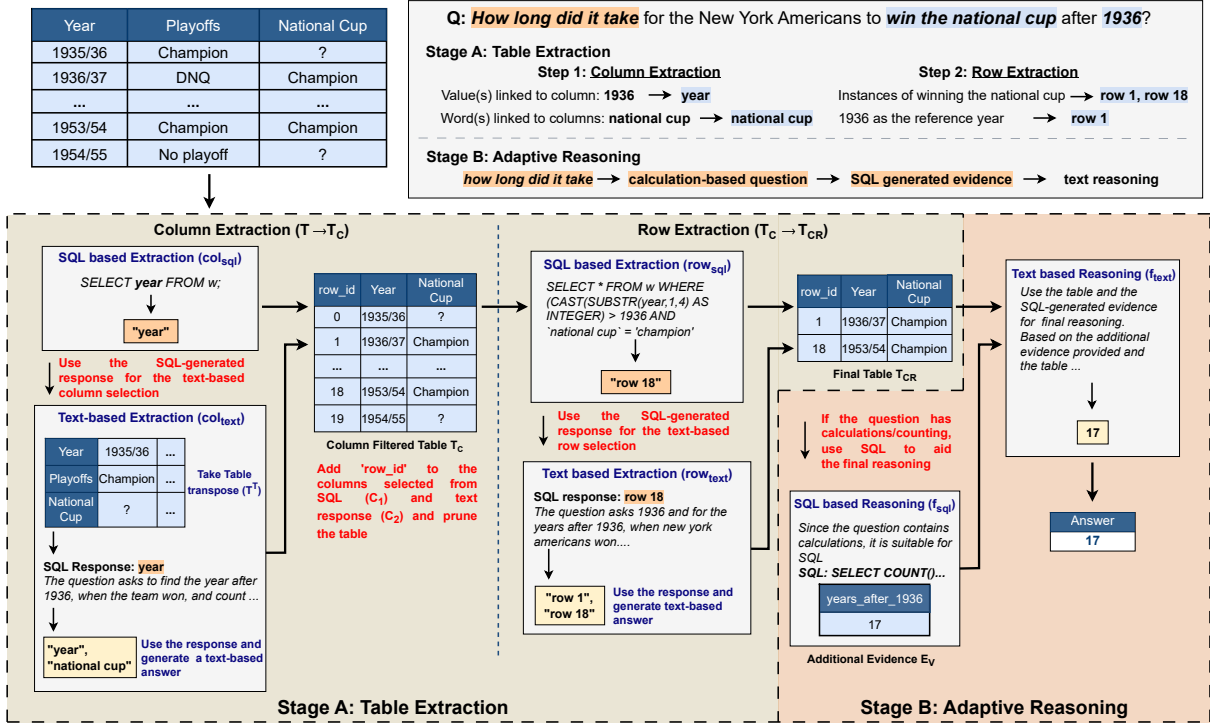 Year Playoffs National Cup
1935/36 Champion ?
1936/37 DNQ Champion
... ... ...
1953/54 Champion Champion
1954/55 No playoff ?
Q: How long did it take for the New York Americans to win the national cup after 1936?
Stage A: Table Extraction
Step 1: Column Extraction
Value(s) linked to column: 1936 → year
Word(s) linked to columns: national cup → national cup
Step 2: Row Extraction
Instances of winning the national cup → row 1, row 18
1936 as the reference year → row 1
Stage B: Adaptive Reasoning
how long did it take → calculation-based question → SQL generated evidence → text reasoning
Column Extraction (T→T_C)
SQL based Extraction (col_sql)
SELECT year FROM w;
"year"
Use the SQL-generated
response for the text-based
column selection
Text-based Extraction (col_text)
Year 1935/36 ...
Playoffs Champion ...
National
Cup ? ...
Take Table
transpose (T^T)
SQL Response: year
The question asks to find the year after
1936, when the team won, and count ...
"year",
"national cup"
Use the response and
generate a text-based
answer
row_id Year National
Cup
0 1935/36 ?
1 1936/37 Champion
... ... ...
18 1953/54 Champion
19 1954/55 ?
Column Filtered Table T_C
Add 'row_id' to the
columns selected from
SQL (C_1) and text
response (C_2) and prune
the table
Row Extraction (T_C → T_CR)
SQL based Extraction (row_sql)
SELECT * FROM w WHERE
(CAST(SUBSTR(year,1,4) AS
INTEGER) > 1936 AND
`national cup` = 'champion'
"row 18"
Use the SQL-generated
response for the text-based
row selection
Text based Extraction (row_text)
SQL response: row 18
The question asks 1936 and for the
years after 1936, when new york
americans won....
"row 1",
"row 18"
Use the response and
generate text-based
answer
row_id Year National
Cup
1 1936/37 Champion
18 1953/54 Champion
Final Table T_CR
If the question has
calculations/counting,
use SQL to aid
the final reasoning
SQL based Reasoning (f_sql)
Since the question contains
calculations, it is suitable for
SQL
SQL: SELECT COUNT()...
years_after_1936
17
Additional Evidence E_V
Text based Reasoning (f_text)
Use the table and the
SQL-generated evidence
for final reasoning.
Based on the additional
evidence provided and
the table ...
17
Answer
17
Stage A: Table Extraction
Stage B: Adaptive Reasoning